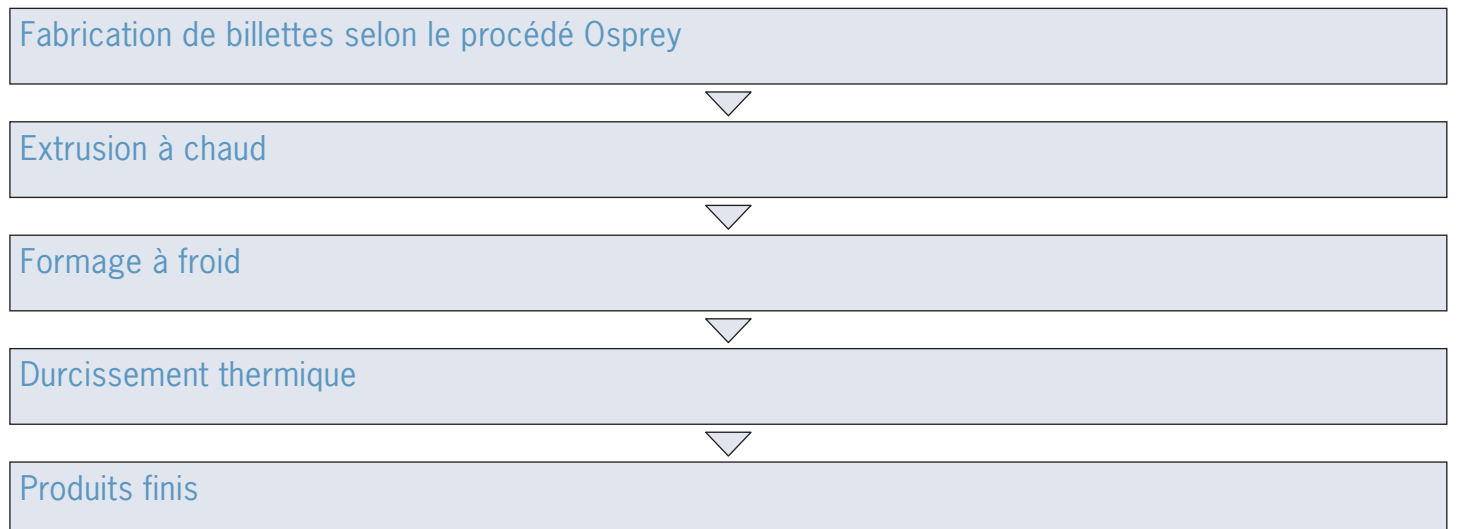 Fabrication de billettes selon le procédé Osprey
Extrusion à chaud
Formage à froid
Durcissement thermique
Produits finis